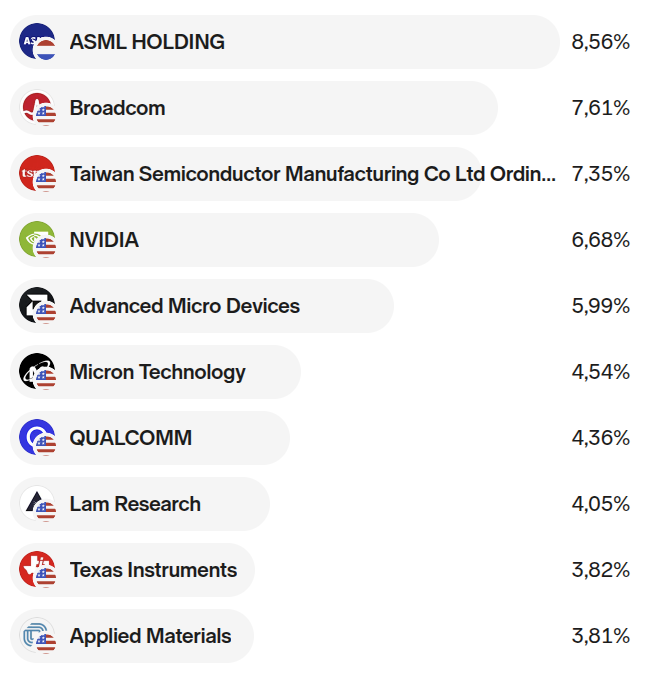 ASML HOLDING 8,56%
Broadcom 7,61%
Taiwan Semiconductor Manufacturing Co Ltd Ordin... 7,35%
NVIDIA 6,68%
Advanced Micro Devices 5,99%
Micron Technology 4,54%
QUALCOMM 4,36%
Lam Research 4,05%
Texas Instruments 3,82%
Applied Materials 3,81%